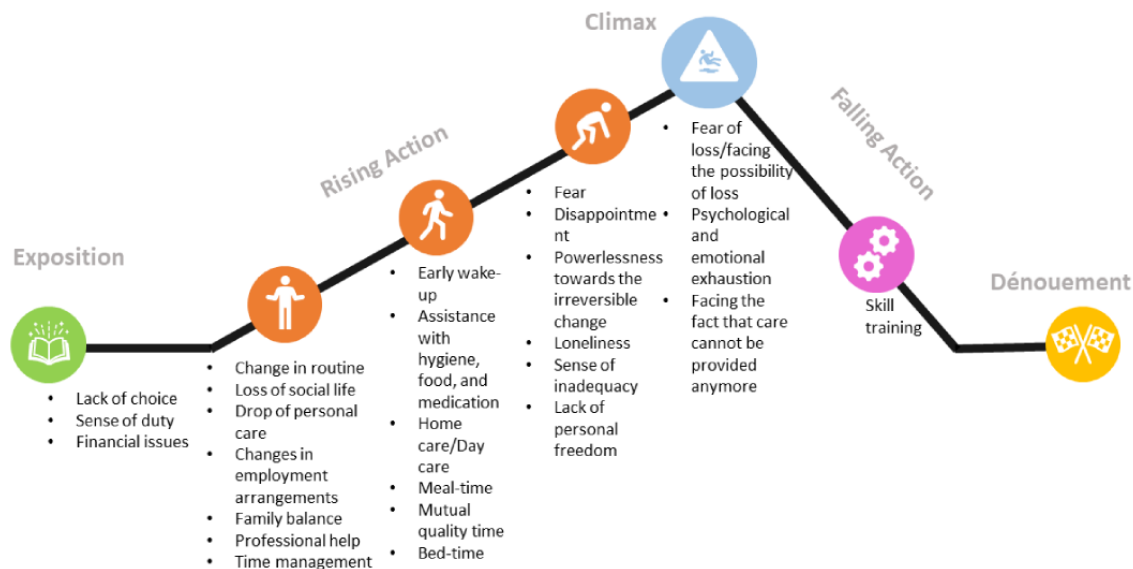 Exposition
• Lack of choice
• Sense of duty
• Financial issues
Rising Action
• Change in routine
• Loss of social life
• Drop of personal
care
• Changes in
employment
arrangements
• Family balance
• Professional help
• Time management
• Early wake-
up
• Assistance
with
hygiene,
food, and
medication
• Home
care/Day
care
• Meal-time
• Mutual
quality time
• Bed-time
• Fear
• Disappointme
nt
• Powerlessness
towards the
irreversible
change
• Loneliness
• Sense of
inadequacy
• Lack of
personal
freedom
Climax
• Fear of
loss/facing
the possibility
of loss
• Psychological
and
emotional
exhaustion
• Facing the
fact that care
cannot be
provided
anymore
Falling Action
Skill
training
Dénouement